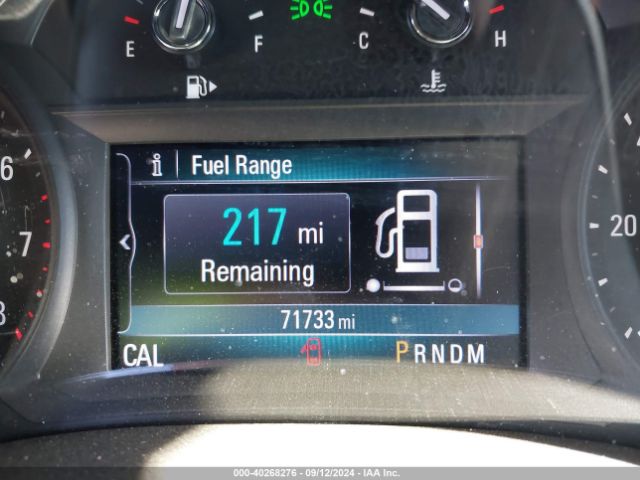 E F C H
6
7
8
20
i Fuel Range
217 mi
Remaining
71733 mi
CAL PRNDM
000-40268276 - 09/12/2024 - IAA Inc.